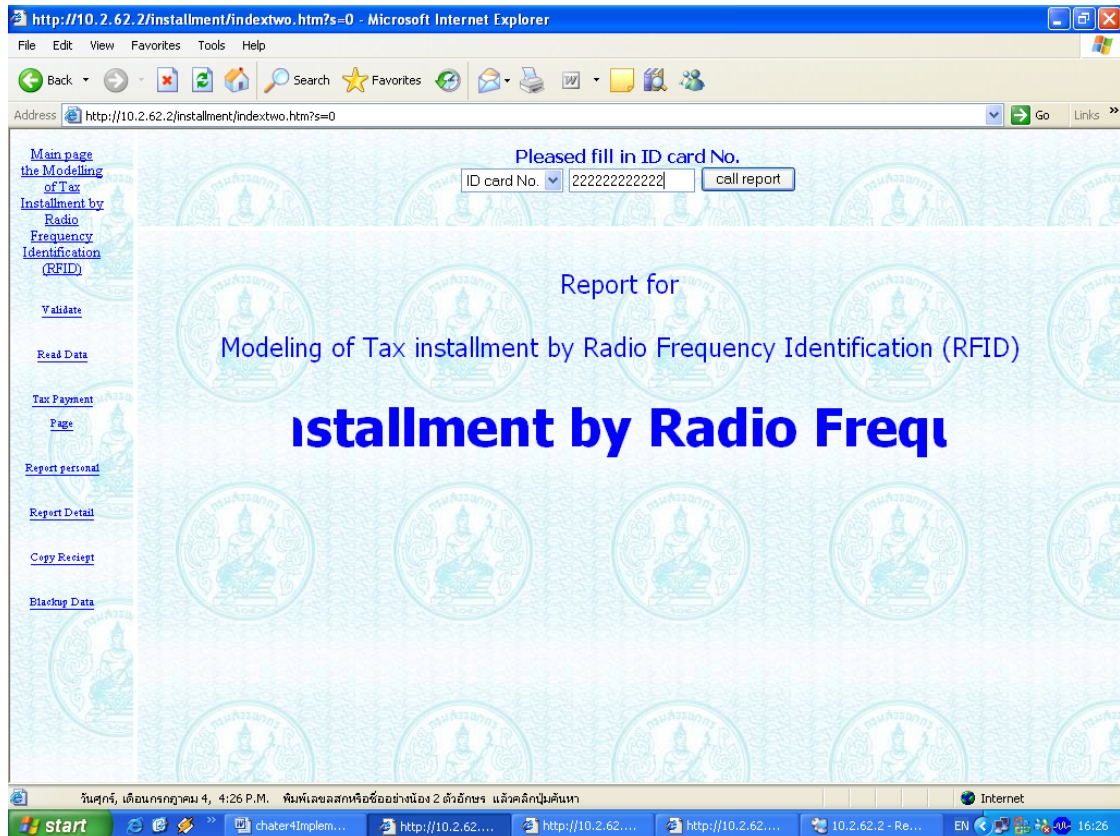 http://10.2.62.2/installment/indextwo.htm?s=0 - Microsoft Internet Explorer
File Edit View Favorites Tools Help
Back Search Favorites
Address http://10.2.62.2/installment/indextwo.htm?s=0 Go Links »
Main page
the Modelling
of Tax
Installment by
Radio
Frequency
Identification
(RFID)
Validate
Read Data
Tax Payment
Page
Report personal
Report Detail
Copy Reciept
Blackup Data
Pleased fill in ID card No.
ID card No. 222222222222 call report
Report for
Modeling of Tax installment by Radio Frequency Identification (RFID)
nstallment by Radio Frequ
วันศุกร์, เดือนกรกฎาคม 4, 4:26 P.M. พิมพ์เลขสกหรือชื่ออย่างน้อง 2 ตัวอักษร แล้วคลิกปุ่มค้นหา Internet
start » chater4Implem... http://10.2.62.... http://10.2.62.... http://10.2.62.... 10.2.62.2 - Re... EN 16:26